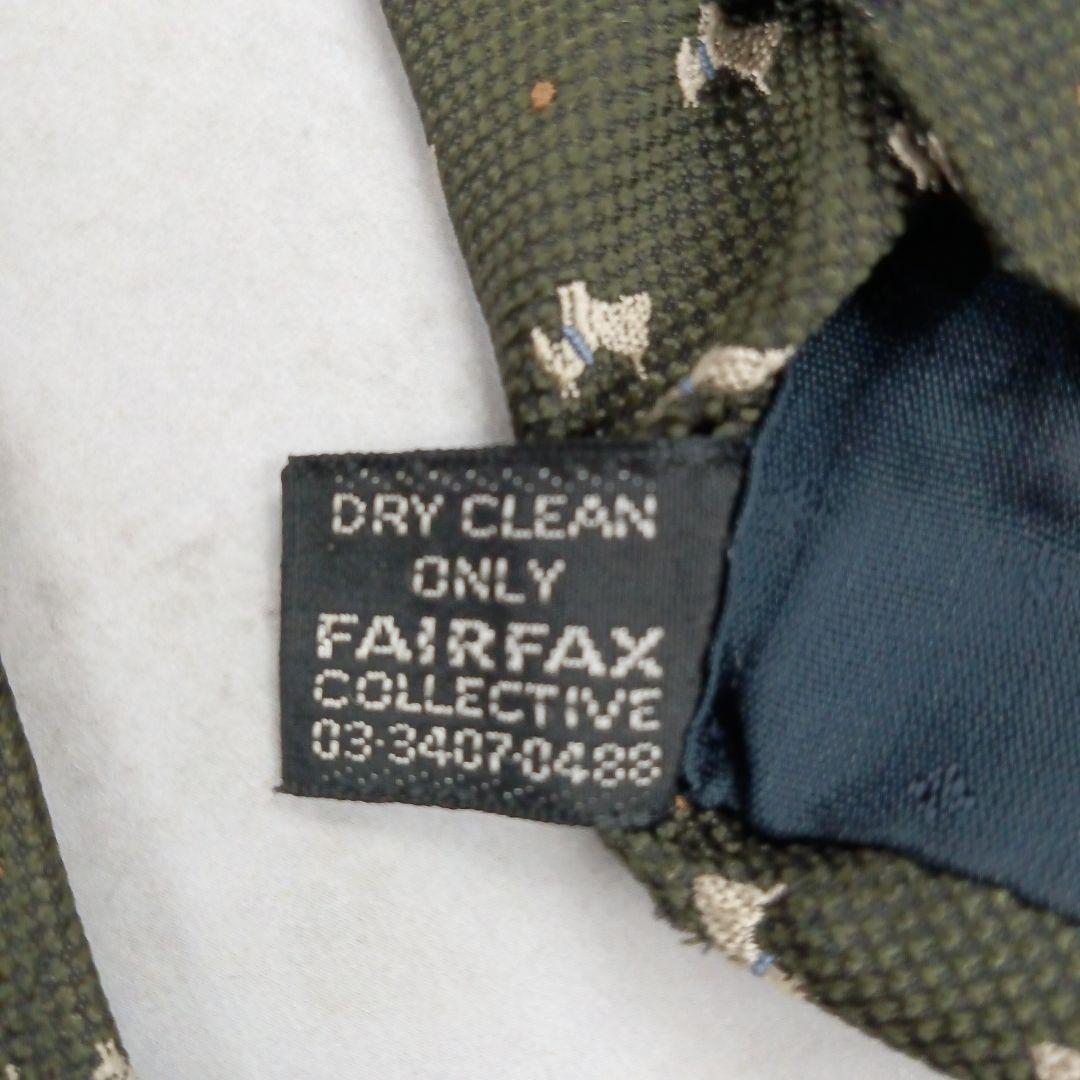 DRY CLEAN
ONLY
FAIRFAX
COLLECTIVE
03-3407-0488